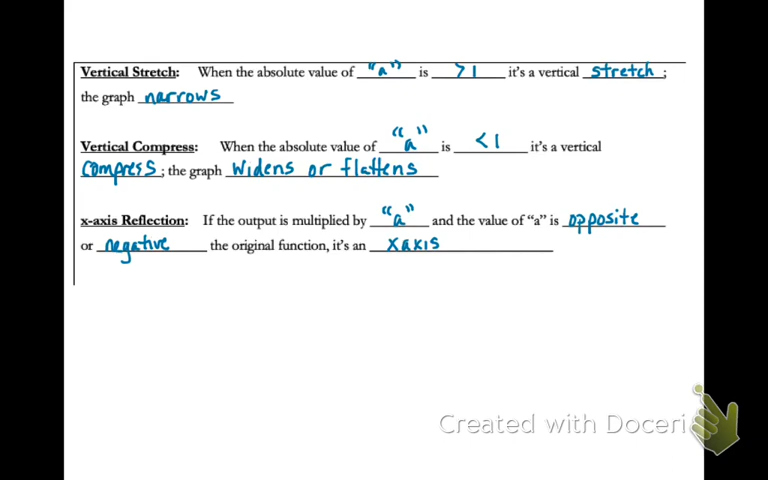 Vertical Stretch: When the absolute value of "a" is >1 it's a vertical stretch ;
the graph narrows
Vertical Compress: When the absolute value of "a" is <1 it's a vertical
compress ; the graph widens or flattens
x-axis Reflection: If the output is multiplied by "a" and the value of "a" is opposite
or negative the original function, it's an xaxis
Created with Doceri